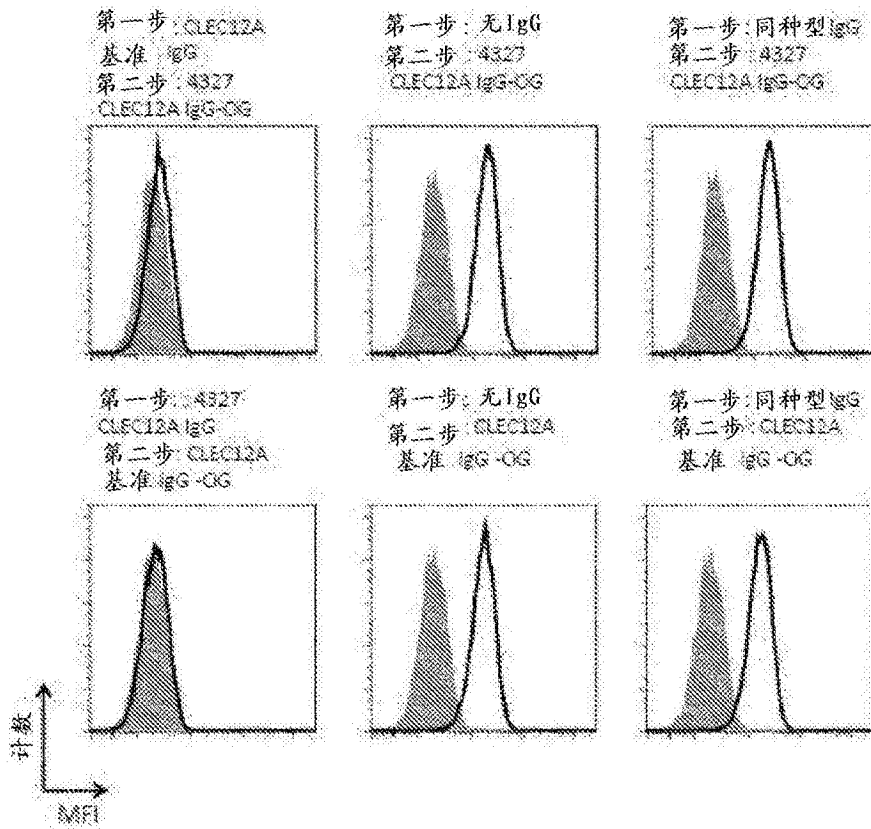 第一步:CLEC12A
基准 IgG
第二步:4327
CLEC12A IgG-OG
第一步: 无IgG
第二步:4327
CLEC12A IgG-OG
第一步:同种型IgG
第二步:4327
CLEC12A IgG-OG
第一步:4327
CLEC12A IgG
第二步:CLEC12A
基准 IgG-OG
第一步: 无IgG
第二步:CLEC12A
基准 IgG-OG
第一步:同种型IgG
第二步:CLEC12A
基准 IgG-OG
计数
MFI